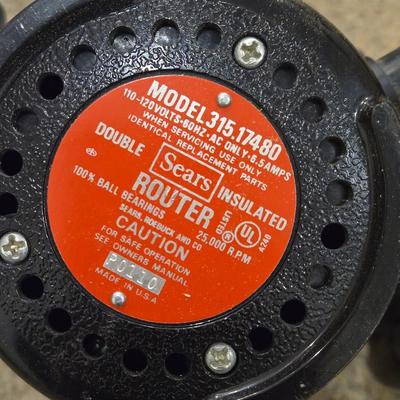 MODEL 315.17480
110-120VOLTS•60HZ•AC ONLY•6.5AMPS
WHEN SERVICING USE ONLY
IDENTICAL REPLACEMENT PARTS
DOUBLE Sears INSULATED
ROUTER
100% BALL BEARINGS 25,000 R.P.M
SEARS, ROEBUCK AND CO
LISTED UL
CAUTION
FOR SAFE OPERATION
SEE OWNERS MANUAL
P0110
MADE IN U.S.A